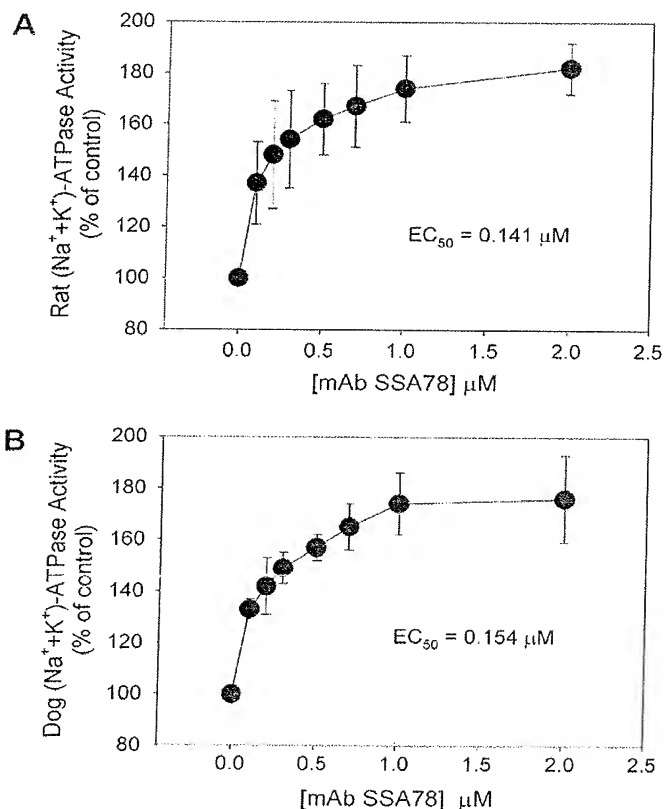 A
Rat (Na⁺+K⁺)-ATPase Activity
(% of control)
200
180
160
140
120
100
80
EC₅₀ = 0.141 μM
0.0 0.5 1.0 1.5 2.0 2.5
[mAb SSA78] μM
B
Dog (Na⁺+K⁺)-ATPase Activity
(% of control)
200
180
160
140
120
100
80
EC₅₀ = 0.154 μM
0.0 0.5 1.0 1.5 2.0 2.5
[mAb SSA78] μM